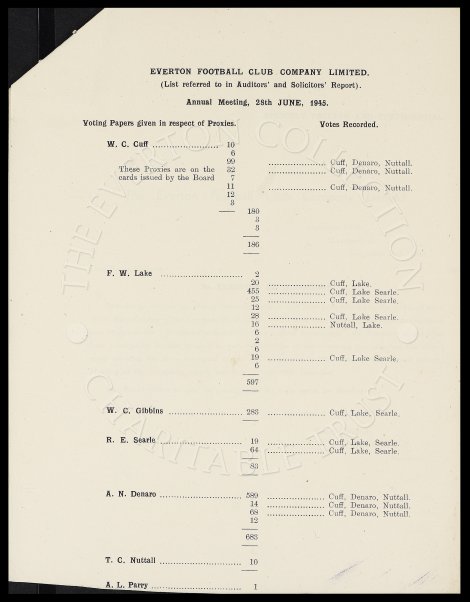 EVERTON FOOTBALL CLUB COMPANY LIMITED.
(List referred to in Auditors' and Solicitors' Report).
Annual Meeting, 28th JUNE, 1945.
Voting Papers given in respect of Proxies. Votes Recorded.
W. C. Cuff ........................ 10
6
99 ........................ Cuff, Denaro, Nuttall.
These Proxies are on the 32 ........................ Cuff, Denaro, Nuttall.
cards issued by the Board 7
11 ........................ Cuff, Denaro, Nuttall.
12
3
180
3
3
186
F. W. Lake ........................ 2
20 ........................ Cuff, Lake.
455 ........................ Cuff, Lake Searle.
25 ........................ Cuff, Lake Searle.
12
28 ........................ Cuff, Lake Searle.
16 ........................ Nuttall, Lake.
6
2
6
19 ........................ Cuff, Lake Searle.
6
597
W. C. Gibbins ........................ 285 ........................ Cuff, Lake, Searle.
R. E. Searle ........................ 19 ........................ Cuff, Lake, Searle.
64 ........................ Cuff, Lake, Searle.
83
A. N. Denaro ........................ 589 ........................ Cuff, Denaro, Nuttall.
14 ........................ Cuff, Denaro, Nuttall.
68 ........................ Cuff, Denaro, Nuttall.
12
683
T. C. Nuttall ........................ 10
A. L. Parry ........................ 1
THE EVERTON COLLECTION
CHARITABLE TRUST